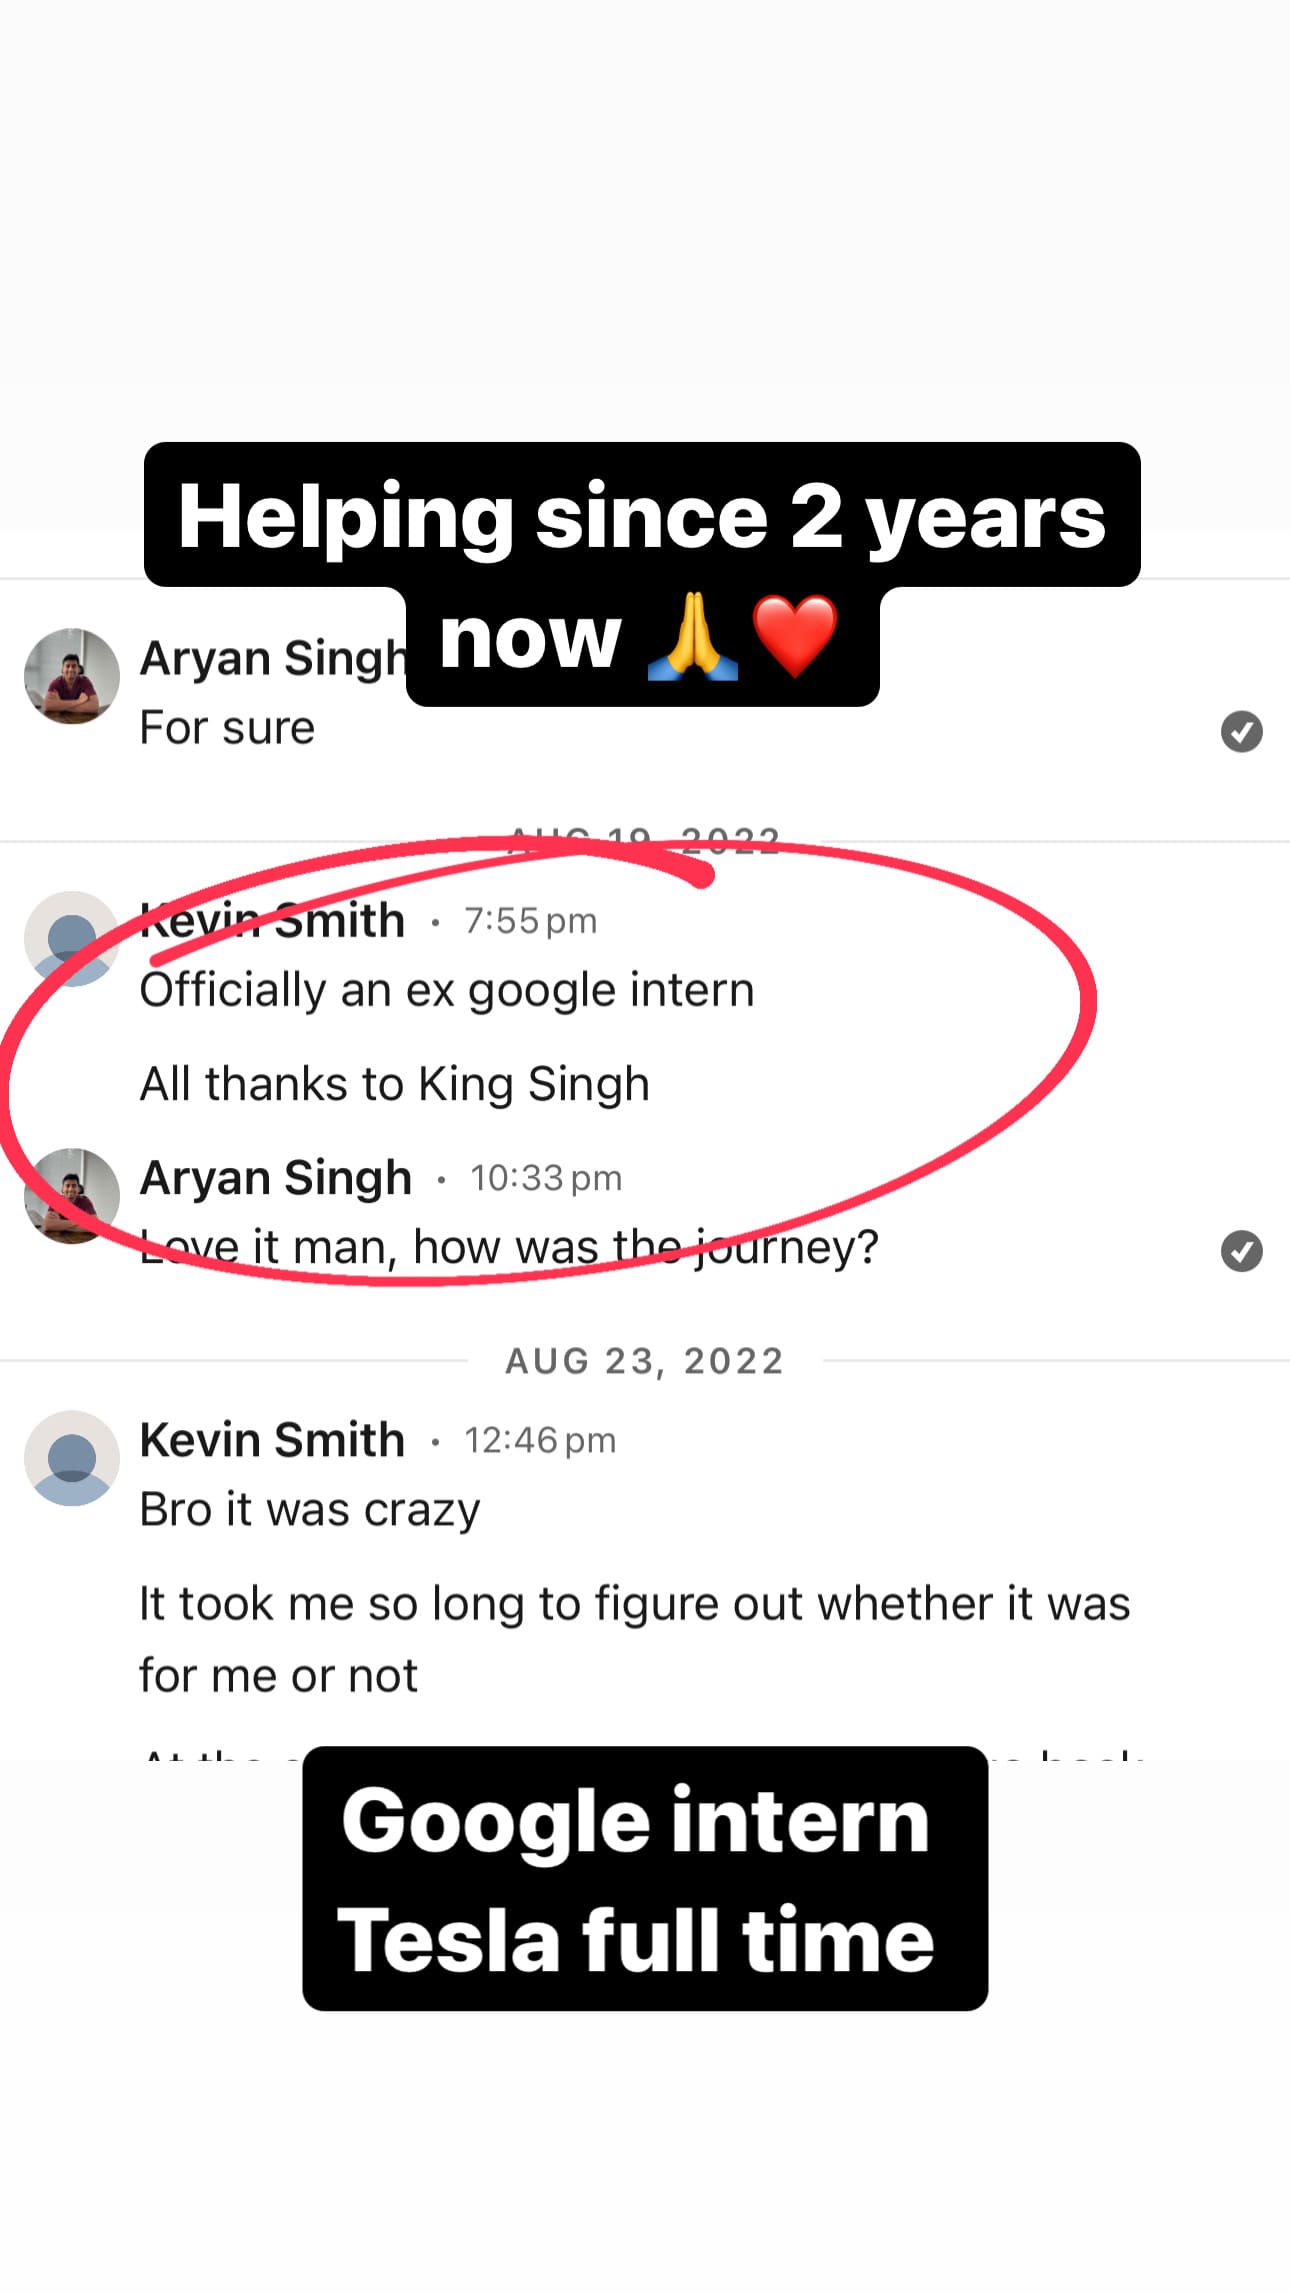 Helping since 2 years
now 🙏❤️
Aryan Singh
For sure
AUG 19, 2022
Kevin Smith • 7:55 pm
Officially an ex google intern
All thanks to King Singh
Aryan Singh • 10:33 pm
Love it man, how was the journey?
AUG 23, 2022
Kevin Smith • 12:46 pm
Bro it was crazy
It took me so long to figure out whether it was
for me or not
Google intern
Tesla full time